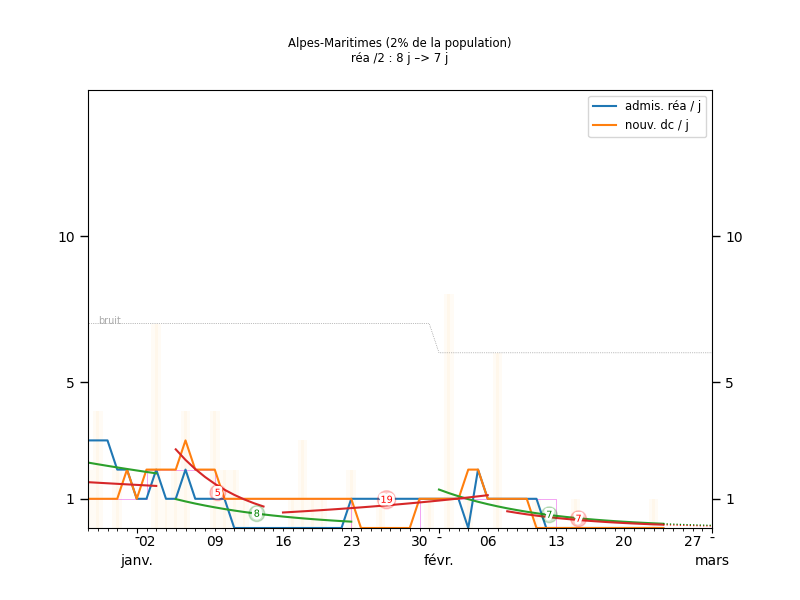 Alpes-Maritimes (2% de la population)
réa /2 : 8 j –> 7 j
admis. réa / j
nouv. dc / j
10
10
bruit
5
5
5
8
19
7
7
1
1
02
09
16
23
30
06
13
20
27
janv.
févr.
mars